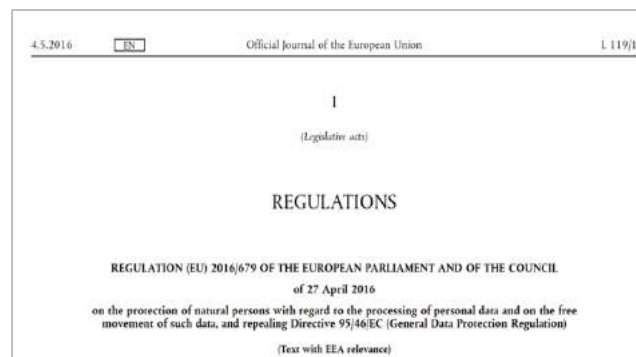 4.5.2016 EN Official Journal of the European Union L 119/1
I
(Legislative acts)
REGULATIONS
REGULATION (EU) 2016/679 OF THE EUROPEAN PARLIAMENT AND OF THE COUNCIL
of 27 April 2016
on the protection of natural persons with regard to the processing of personal data and on the free
movement of such data, and repealing Directive 95/46/EC (General Data Protection Regulation)
(Text with EEA relevance)